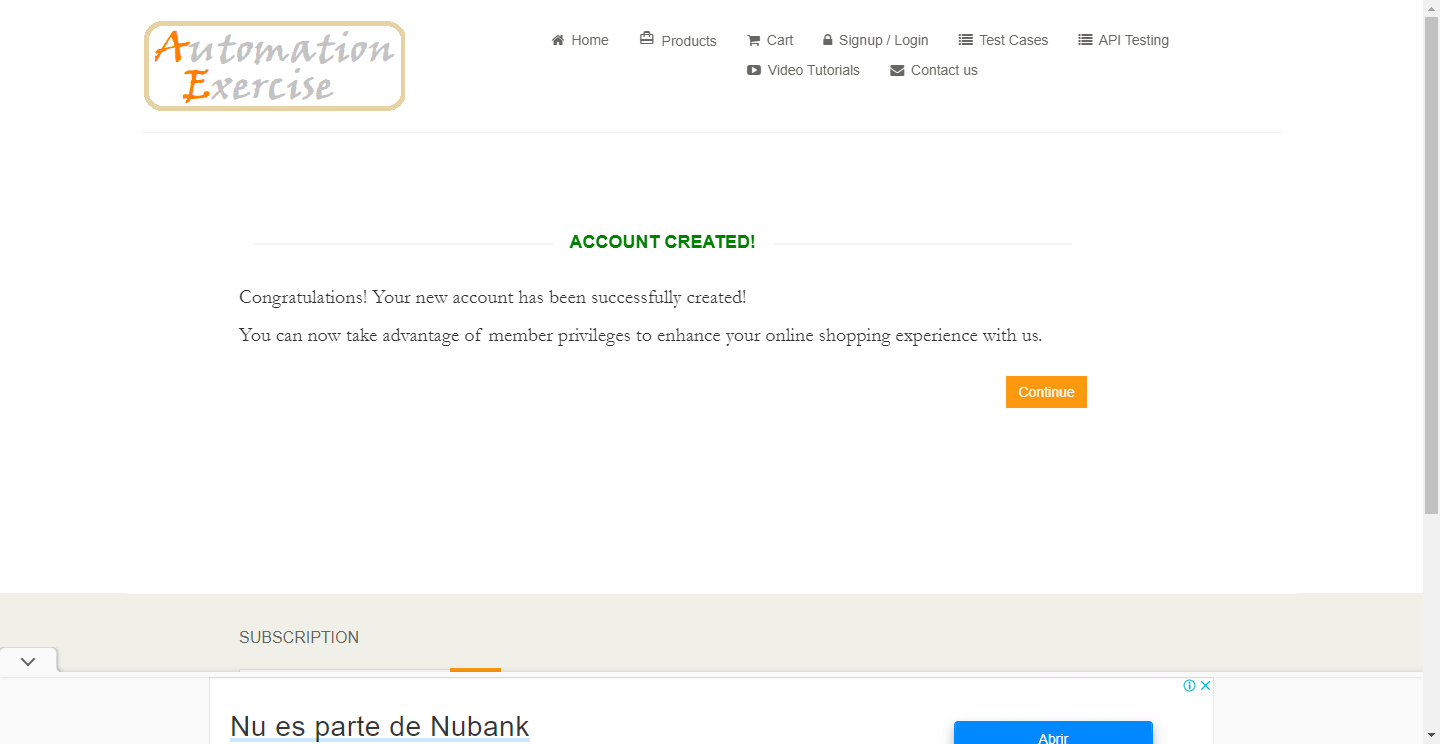 Automation
Exercise
Home Products Cart Signup / Login Test Cases API Testing
Video Tutorials Contact us
ACCOUNT CREATED!
Congratulations! Your new account has been successfully created!
You can now take advantage of member privileges to enhance your online shopping experience with us.
Continue
SUBSCRIPTION
Nu es parte de Nubank
Abrir